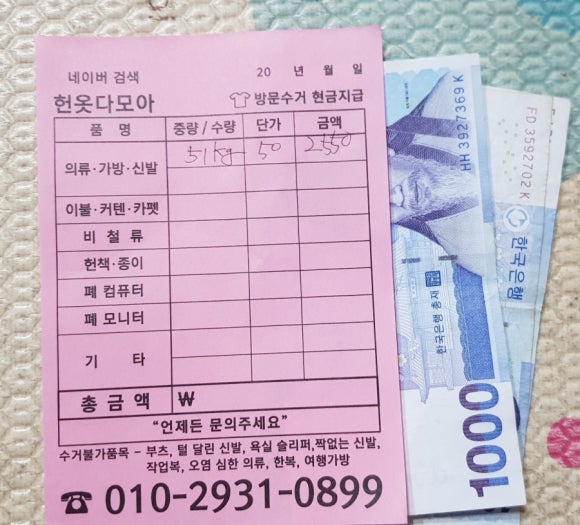 네이버 검색
20 년 월 일
헌옷다모아
방문수거 현금지급
품 명 중량 / 수량 단가 금액
의류·가방·신발 51kg 50 2550
이불·커텐·카펫
비 철 류
헌책·종이
폐 컴퓨터
폐 모니터
기 타
총 금 액 ₩
“언제든 문의주세요”
수거불가품목 - 부츠, 털 달린 신발, 욕실 슬리퍼,짝없는 신발,
작업복, 오염 심한 의류, 한복, 여행가방
☎ 010-2931-0899
HH 3927369 K
한국은행 총재
1000
FD 3592702 K
한국은행